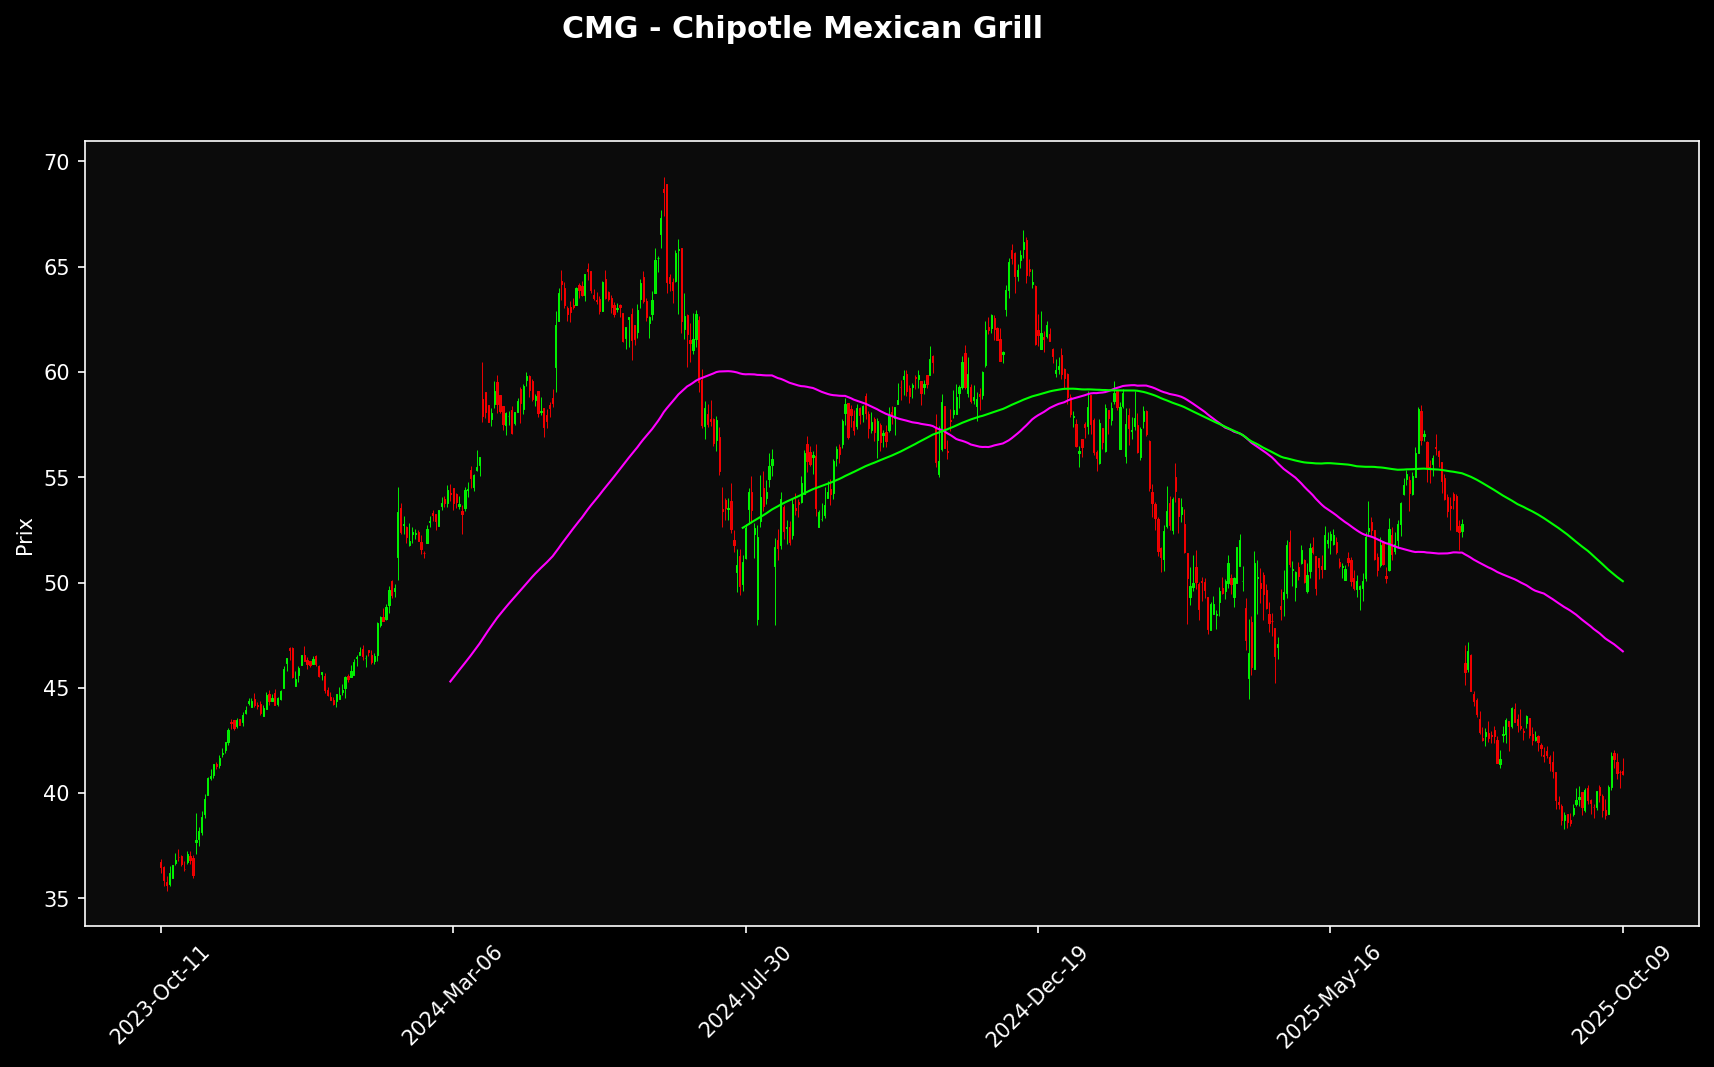 CMG - Chipotle Mexican Grill
Prix
70
65
60
55
50
45
40
35
2023-Oct-11
2024-Mar-06
2024-Jul-30
2024-Dec-19
2025-May-16
2025-Oct-09